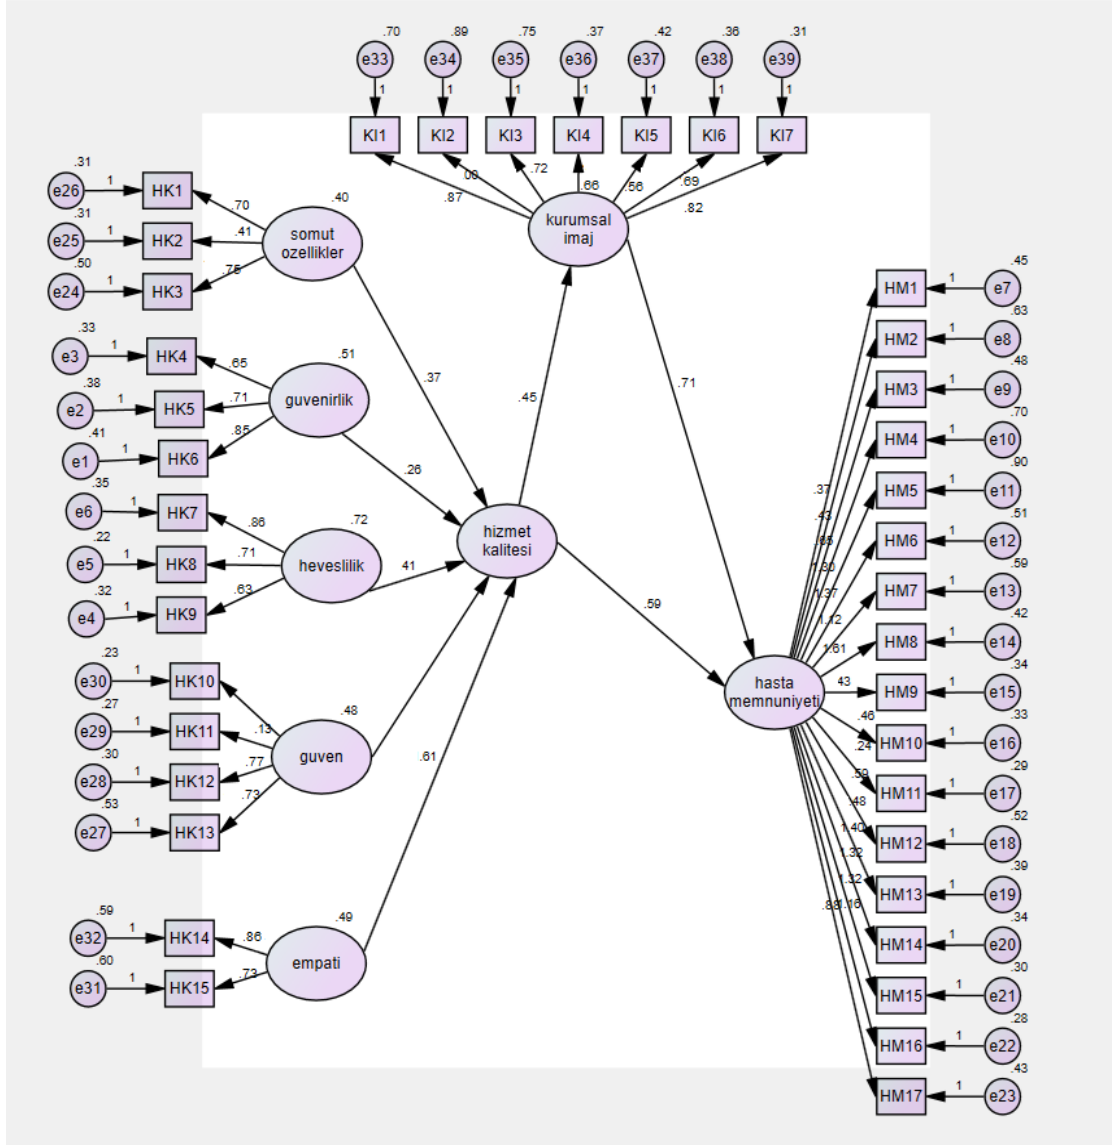 .70 .89 .75 .37 .42 .36 .31
e33 e34 e35 e36 e37 e38 e39
1 1 1 1 1 1 1
KI1 KI2 KI3 KI4 KI5 KI6 KI7
.87 .00 .72 .66 .56 .69 .82
kurumsal
imaj
.31
e26 1 HK1 .70
.31
e25 1 HK2 .41
.50
e24 1 HK3 .75
.40
somut
ozellikler
.33
e3 1 HK4 .65
.38
e2 1 HK5 .71
.41
e1 1 HK6 .85
.51
guvenirlik
.35
e6 1 HK7 .86
.22
e5 1 HK8 .71
.32
e4 1 HK9 .63
.72
heveslilik
.23
e30 1 HK10
.27
e29 1 HK11 .13
.30
e28 1 HK12 .77
.53
e27 1 HK13 .73
.48
guven
.59
e32 1 HK14 .86
.60
e31 1 HK15 .73
.49
empati
.37
.26
41
.61
hizmet
kalitesi
.45
.71
.59
hasta
memnuniyeti
.37
.43
.65
1.30
1.37
1.12
1.61
43
.46
.24
.59
.48
1.40
1.32
1.32
1.16
.88
.45
HM1 1 e7
.63
HM2 1 e8
.48
HM3 1 e9
.70
HM4 1 e10
.90
HM5 1 e11
.51
HM6 1 e12
.59
HM7 1 e13
.42
HM8 1 e14
.34
HM9 1 e15
.33
HM10 1 e16
.29
HM11 1 e17
.52
HM12 1 e18
.39
HM13 1 e19
.34
HM14 1 e20
.30
HM15 1 e21
.28
HM16 1 e22
.43
HM17 1 e23